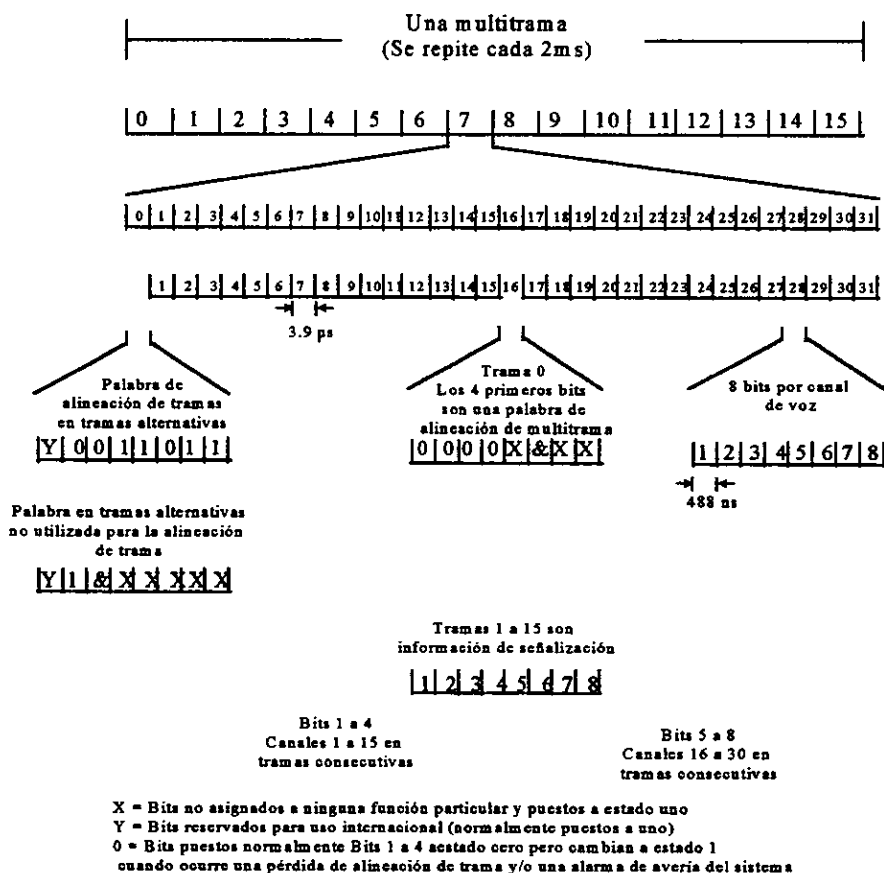 Una multitrama
(Se repite cada 2ms)
0 1 2 3 4 5 6 7 8 9 10 11 12 13 14 15
0 1 2 3 4 5 6 7 8 9 10 11 12 13 14 15 16 17 18 19 20 21 22 23 24 25 26 27 28 29 30 31
1 2 3 4 5 6 7 8 9 10 11 12 13 14 15 16 17 18 19 20 21 22 23 24 25 26 27 28 29 30 31
3.9 ps
Palabra de
alineación de tramas
en tramas alternativas
Y 0 0 1 1 0 1 1
Trama 0
Los 4 primeros bits
son una palabra de
alineación de multitrama
0 0 0 0 X & X X
8 bits por canal
de voz
1 2 3 4 5 6 7 8
488 ns
Palabra en tramas alternativas
no utilizada para la alineación
de trama
Y 1 & X X X X X
Tramas 1 a 15 son
información de señalización
1 2 3 4 5 6 7 8
Bits 1 a 4
Canales 1 a 15 en
tramas consecutivas
Bits 5 a 8
Canales 16 a 30 en
tramas consecutivas
X = Bits no asignados a ninguna función particular y puestos a estado uno
Y = Bits reservados para uso internacional (normalmente puestos a uno)
0 = Bits puestos normalmente Bits 1 a 4 aestado cero pero cambian a estado 1
cuando ocurre una pérdida de alineación de trama y/o una alarma de avería del sistema